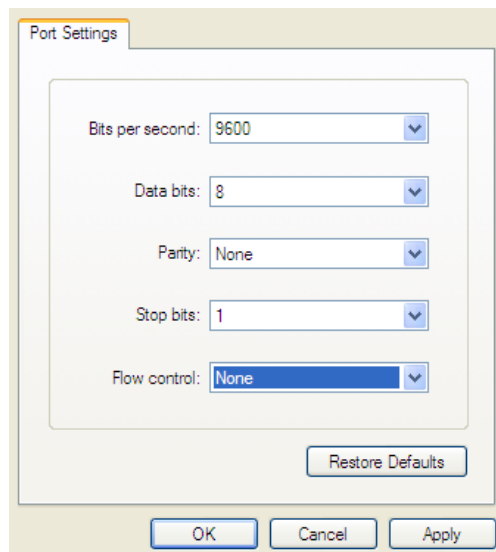 Port Settings
Bits per second: 9600
Data bits: 8
Parity: None
Stop bits: 1
Flow control: None
Restore Defaults
OK Cancel Apply